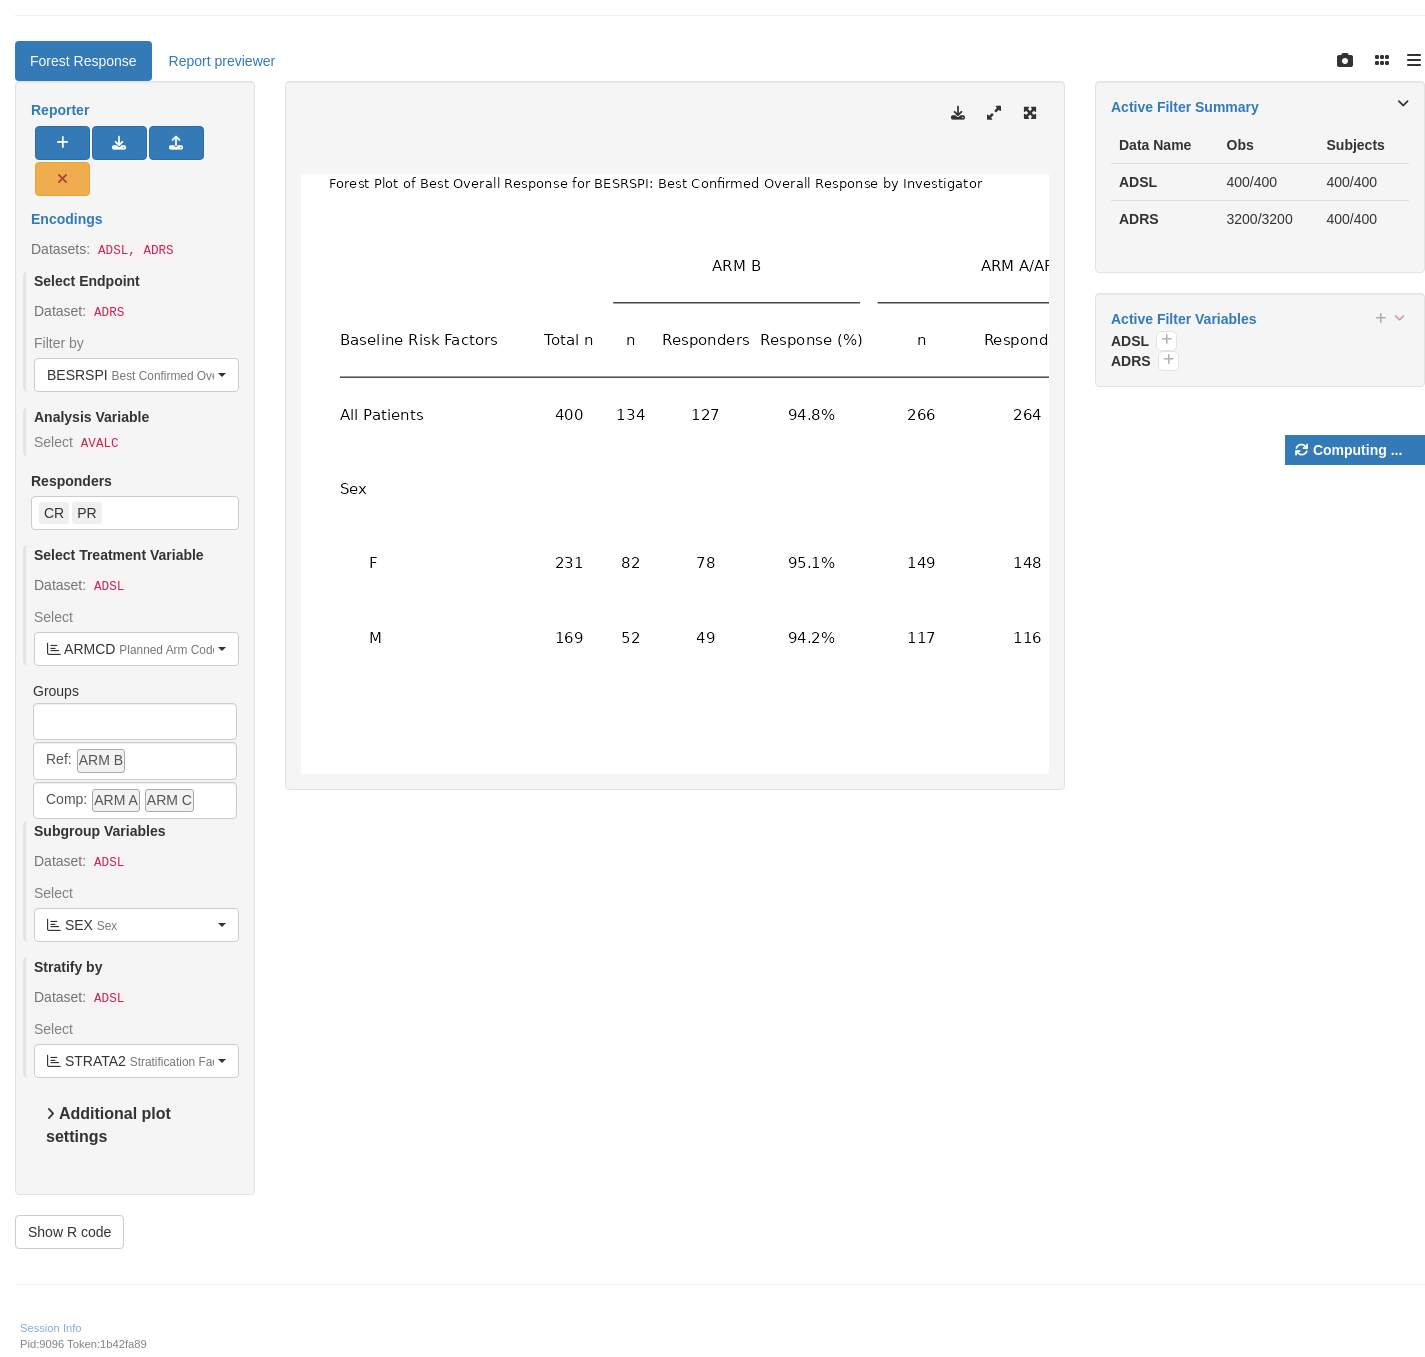 Forest Response Report previewer
Reporter
Encodings
Datasets: ADSL, ADRS
Select Endpoint
Dataset: ADRS
Filter by
BESRSPI Best Confirmed Ove
Analysis Variable
Select AVALC
Responders
CR PR
Select Treatment Variable
Dataset: ADSL
Select
ARMCD Planned Arm Code
Groups
Ref: ARM B
Comp: ARM A ARM C
Subgroup Variables
Dataset: ADSL
Select
SEX Sex
Stratify by
Dataset: ADSL
Select
STRATA2 Stratification Fac
Additional plot
settings
Show R code
Forest Plot of Best Overall Response for BESRSPI: Best Confirmed Overall Response by Investigator
ARM B ARM A/AR
Baseline Risk Factors Total n n Responders Response (%) n Respond
All Patients 400 134 127 94.8% 266 264
Sex
F 231 82 78 95.1% 149 148
M 169 52 49 94.2% 117 116
Active Filter Summary
Data Name Obs Subjects
ADSL 400/400 400/400
ADRS 3200/3200 400/400
Active Filter Variables
ADSL
ADRS
Computing ...
Session Info
Pid:9096 Token:1b42fa89